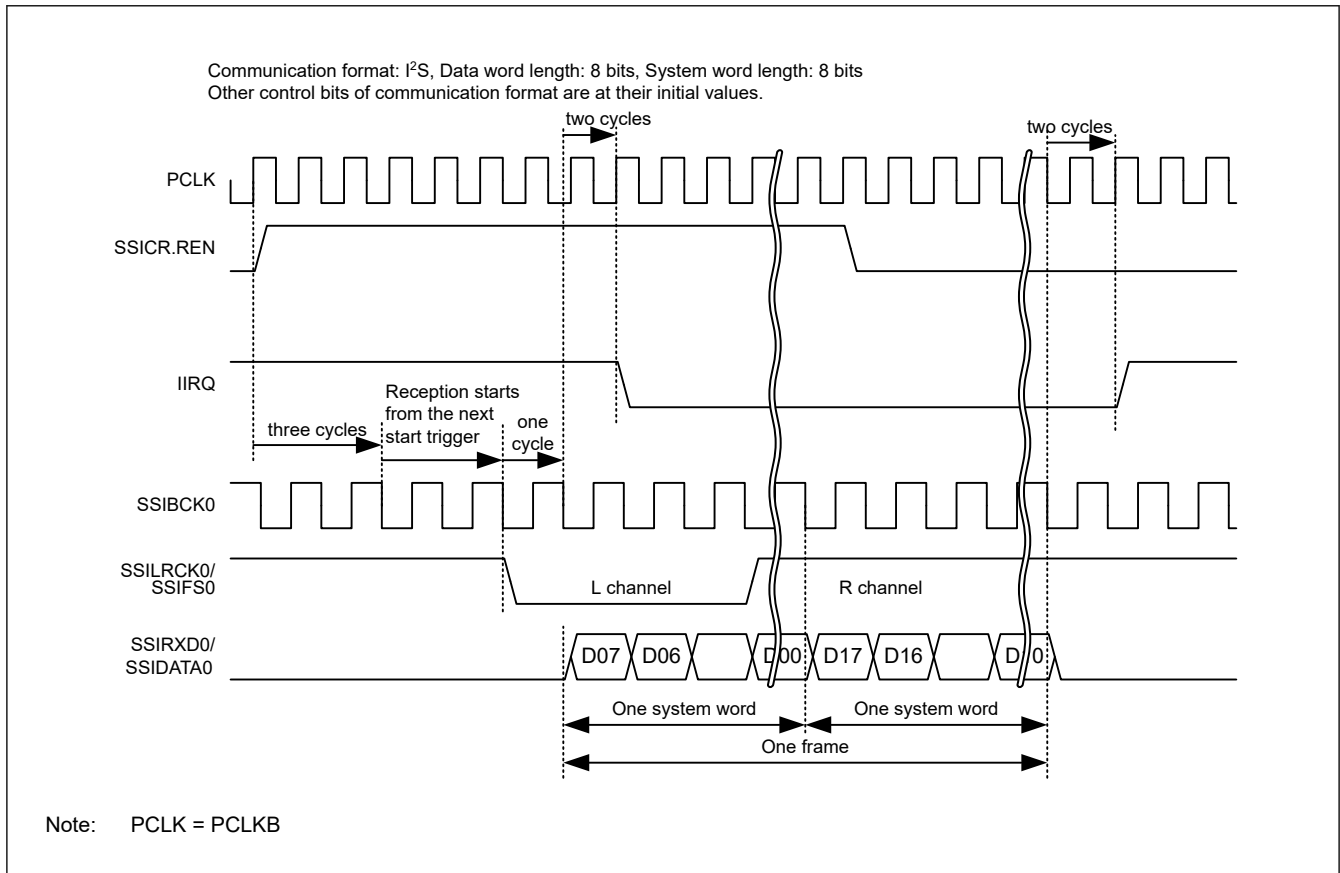 Communication format: I²S, Data word length: 8 bits, System word length: 8 bits
Other control bits of communication format are at their initial values.
two cycles
two cycles
PCLK
SSICR.REN
IIRQ
Reception starts
from the next
start trigger
one
cycle
three cycles
SSIBCK0
SSILRCK0/
SSIFS0
L channel
R channel
SSIRXD0/
SSIDATA0
D07 D06 D00 D17 D16
One system word
One system word
One frame
Note: PCLK = PCLKB